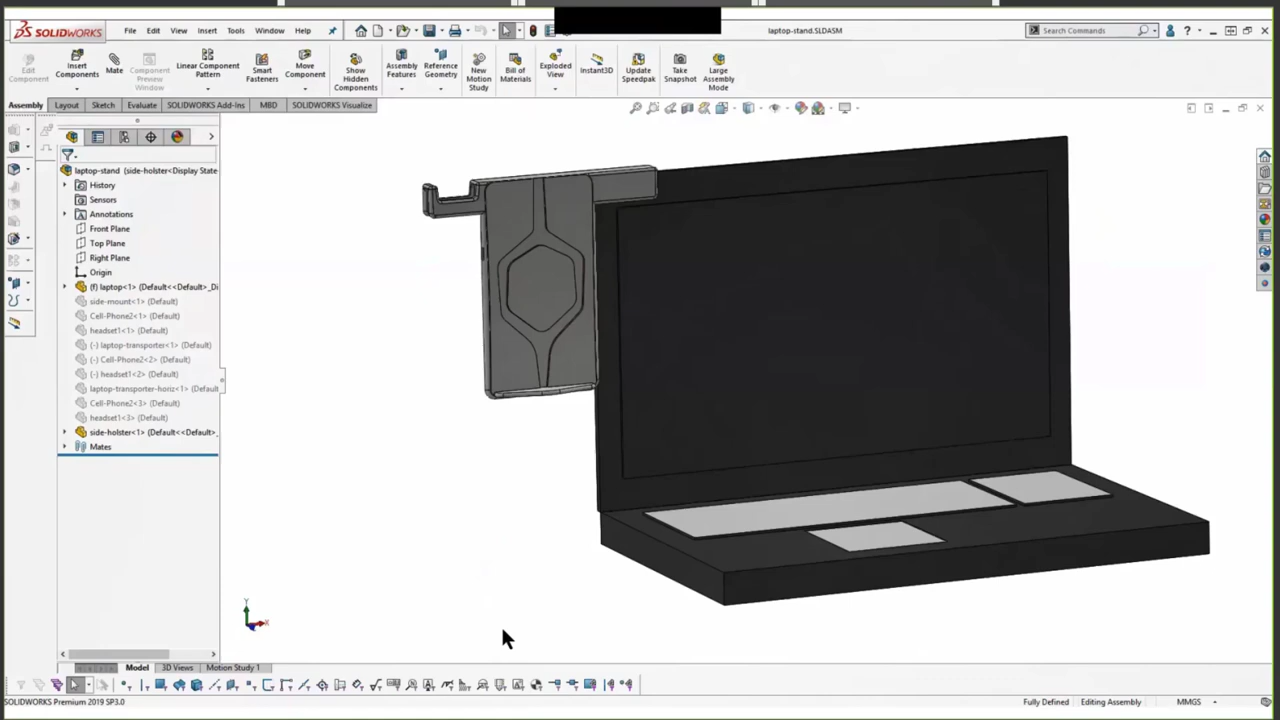 SOLIDWORKS File Edit View Insert Tools Window Help laptop-stand.SLDASM Search Commands
Edit Component
Insert Components
Mate
Component Preview Window
Linear Component Pattern
Smart Fasteners
Move Component
Show Hidden Components
Assembly Features
Reference Geometry
New Motion Study
Bill of Materials
Exploded View
Instant3D
Update Speedpak
Take Snapshot
Large Assembly Mode
Assembly Layout Sketch Evaluate SOLIDWORKS Add-Ins MBD SOLIDWORKS Visualize
laptop-stand (side-holster<Display State
History
Sensors
Annotations
Front Plane
Top Plane
Right Plane
Origin
(f) laptop<1> (Default<<Default>_Di
side-mount<1> (Default)
Cell-Phone2<1> (Default)
headset1<1> (Default)
(-) laptop-transporter<1> (Default)
(-) Cell-Phone2<2> (Default)
(-) headset1<2> (Default)
laptop-transporter-horiz<1> (Default
Cell-Phone2<3> (Default)
headset1<3> (Default)
side-holster<1> (Default<<Default>_
Mates
Y
X
Model 3D Views Motion Study 1
SOLIDWORKS Premium 2019 SP3.0 Fully Defined Editing Assembly MMGS